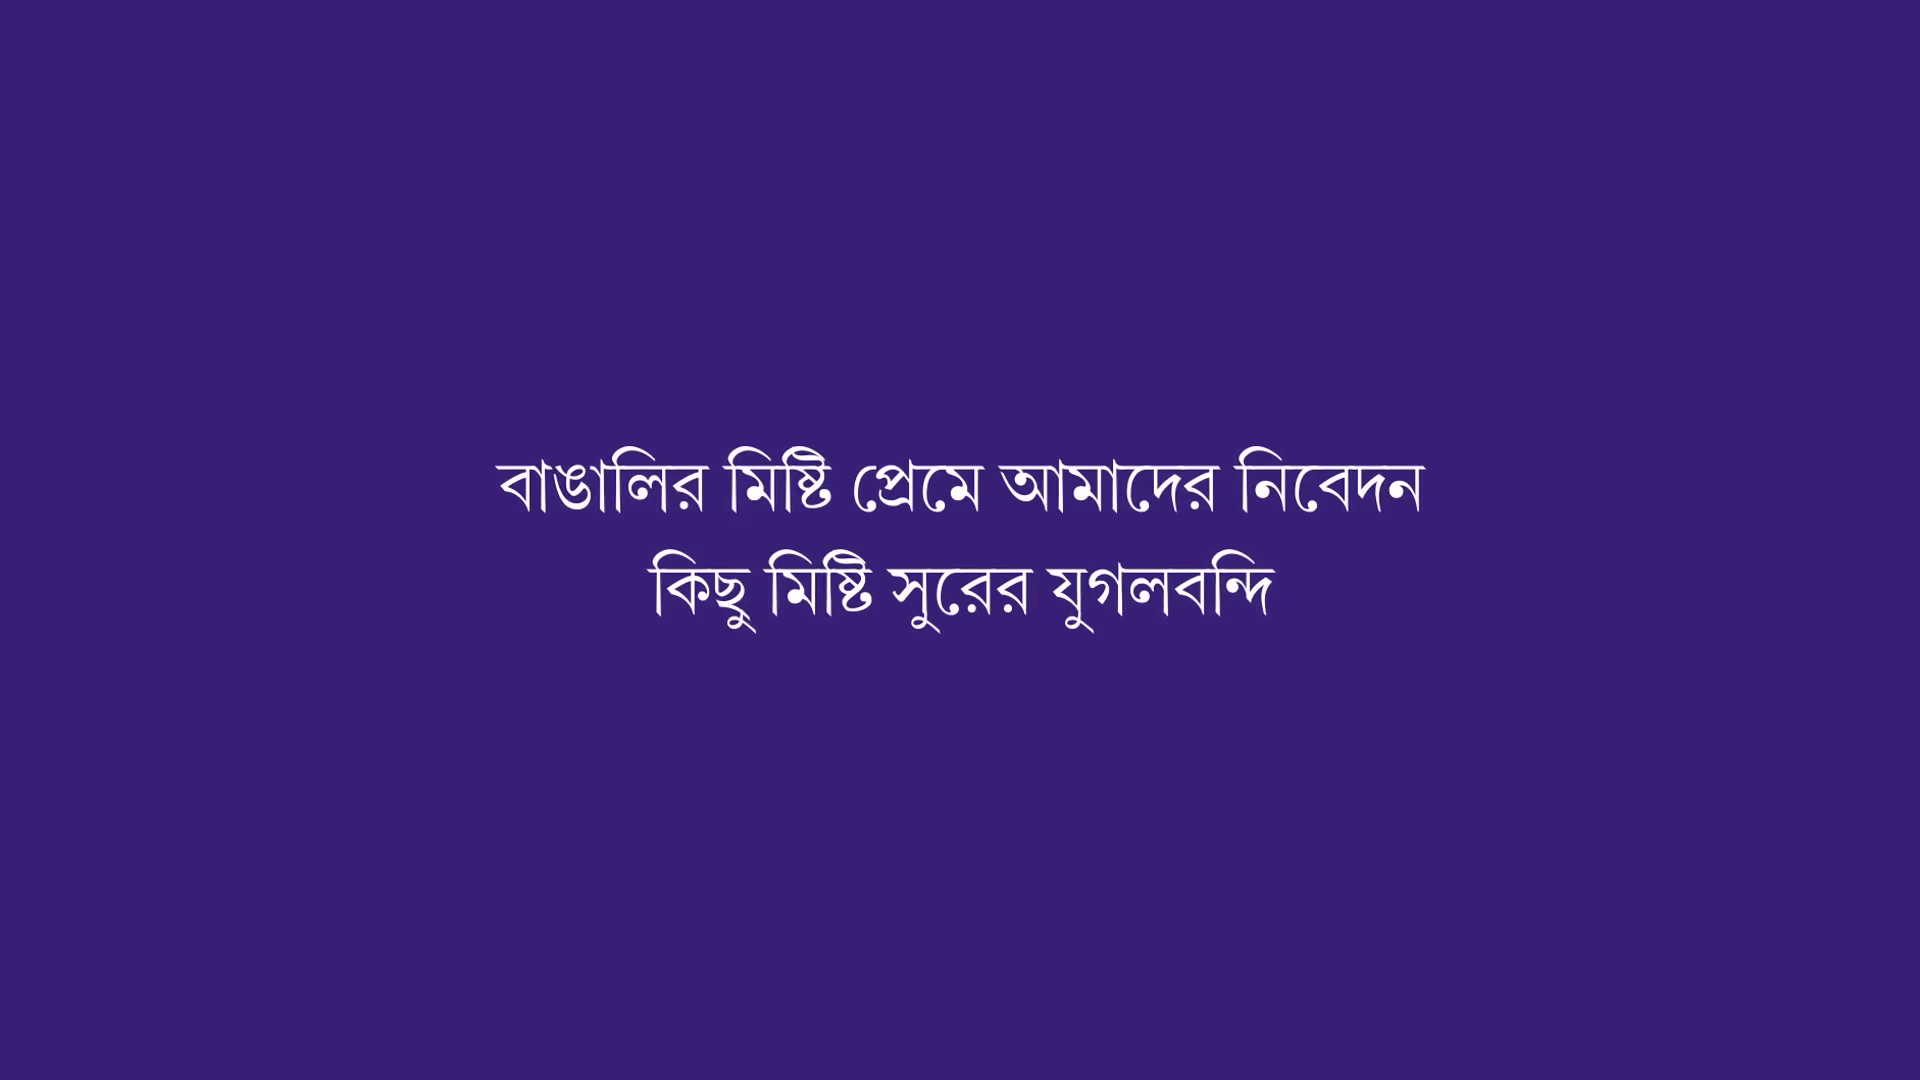 বাঙালির মিষ্টি প্রেমে আমাদের নিবেদন
কিছু মিষ্টি সুরের যুগলবন্দি